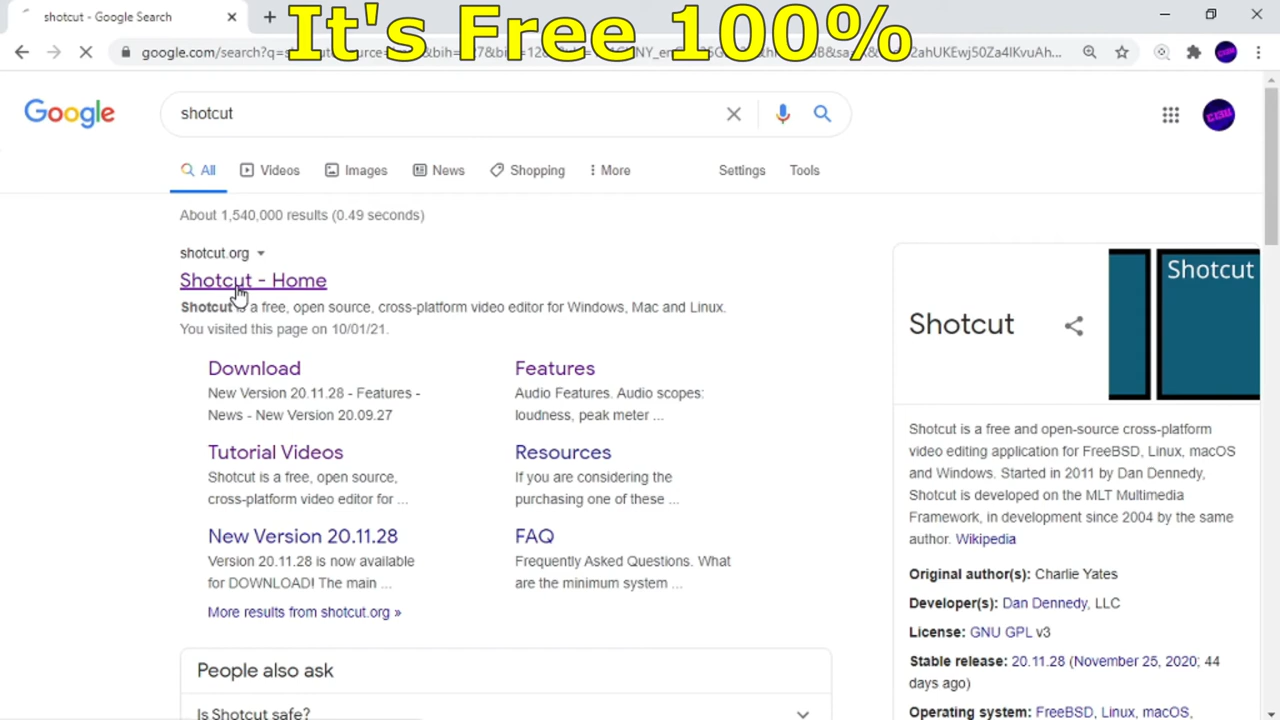 It's Free 100%
shotcut - Google Search
google.com/search?q=
Google
shotcut
All Videos Images News Shopping More Settings Tools
About 1,540,000 results (0.49 seconds)
shotcut.org
Shotcut - Home
Shotcut is a free, open source, cross-platform video editor for Windows, Mac and Linux.
You visited this page on 10/01/21.
Download
New Version 20.11.28 - Features -
News - New Version 20.09.27
Features
Audio Features. Audio scopes:
loudness, peak meter ...
Tutorial Videos
Shotcut is a free, open source,
cross-platform video editor for ...
Resources
If you are considering the
purchasing one of these ...
New Version 20.11.28
Version 20.11.28 is now available
for DOWNLOAD! The main ...
FAQ
Frequently Asked Questions. What
are the minimum system ...
More results from shotcut.org »
People also ask
Is Shotcut safe?
Shotcut
Shotcut
Shotcut is a free and open-source cross-platform
video editing application for FreeBSD, Linux, macOS
and Windows. Started in 2011 by Dan Dennedy,
Shotcut is developed on the MLT Multimedia
Framework, in development since 2004 by the same
author. Wikipedia
Original author(s): Charlie Yates
Developer(s): Dan Dennedy, LLC
License: GNU GPL v3
Stable release: 20.11.28 (November 25, 2020; 44
days ago)
Operating system: FreeBSD, Linux, macOS,